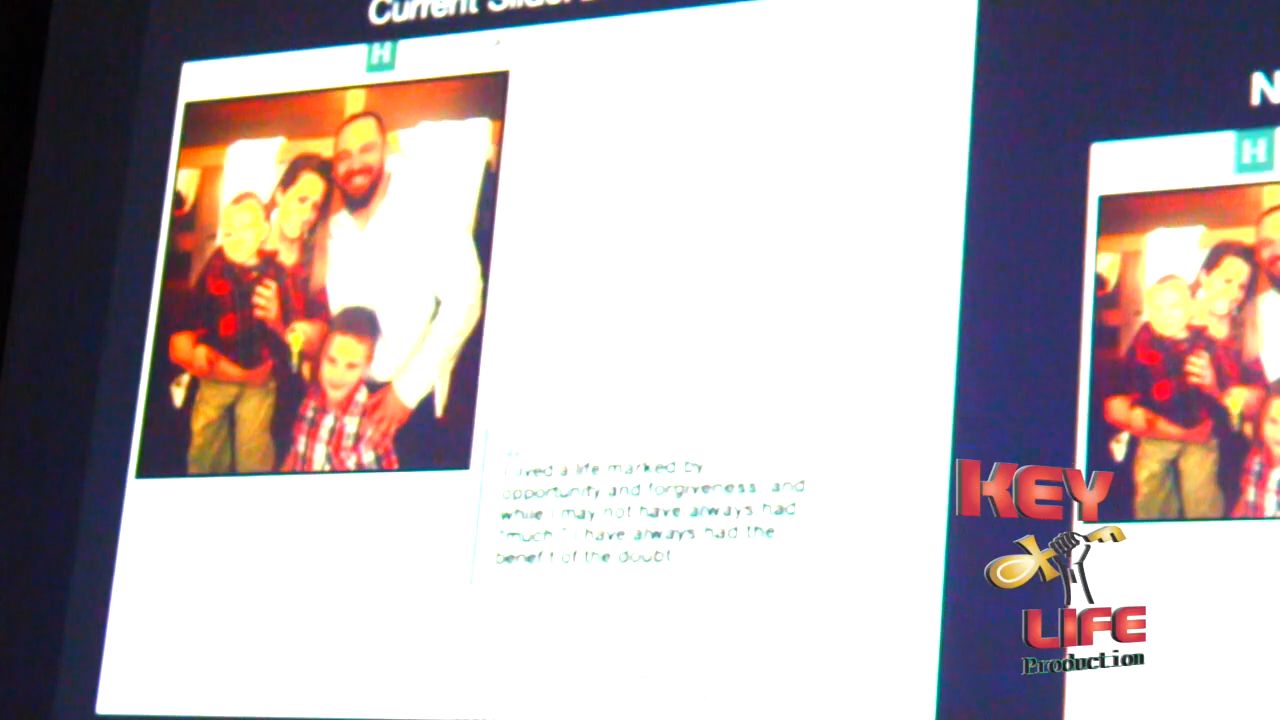 Current Slide:
H
lived a life marked by
opportunity and forgiveness, and
while I may not have always had
"much," I have always had the
benefit of the doubt
N
H
KEY
LIFE
Production